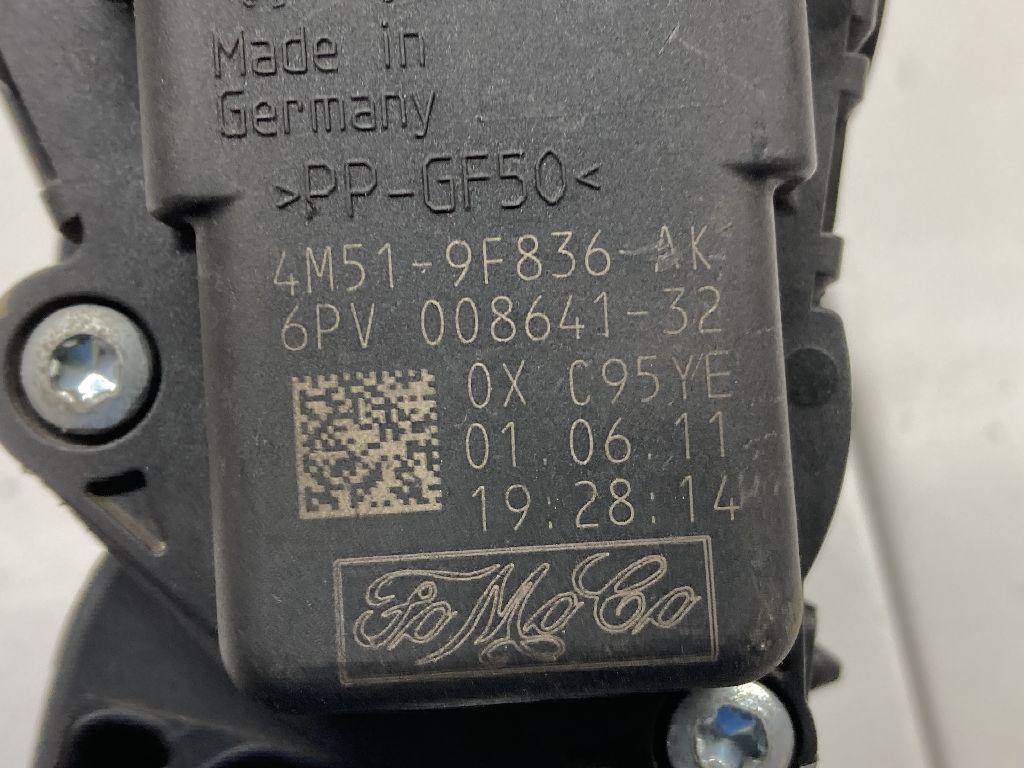 Made in
Germany
>PP-GF50<
4M51-9F836-AK
6PV 008641-32
0X C95YE
01.06.11
19:28:14
FoMoCo